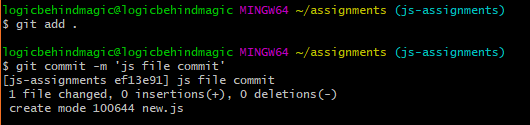 logicbehindmagic@logicbehindmagic MINGW64 ~/assignments (js-assignments)
$ git add .
logicbehindmagic@logicbehindmagic MINGW64 ~/assignments (js-assignments)
$ git commit -m 'js file commit'
[js-assignments ef13e91] js file commit
 1 file changed, 0 insertions(+), 0 deletions(-)
 create mode 100644 new.js